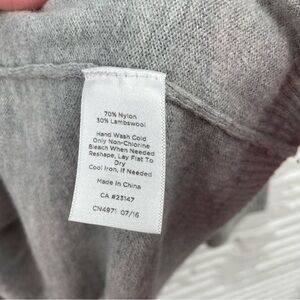 70% Nylon
30% Lambswool
Hand Wash Cold
Only Non-Chlorine
Bleach When Needed
Reshape, Lay Flat To
Dry
Cool Iron, If Needed
Made In China
CA #23147
CN4971 07/16